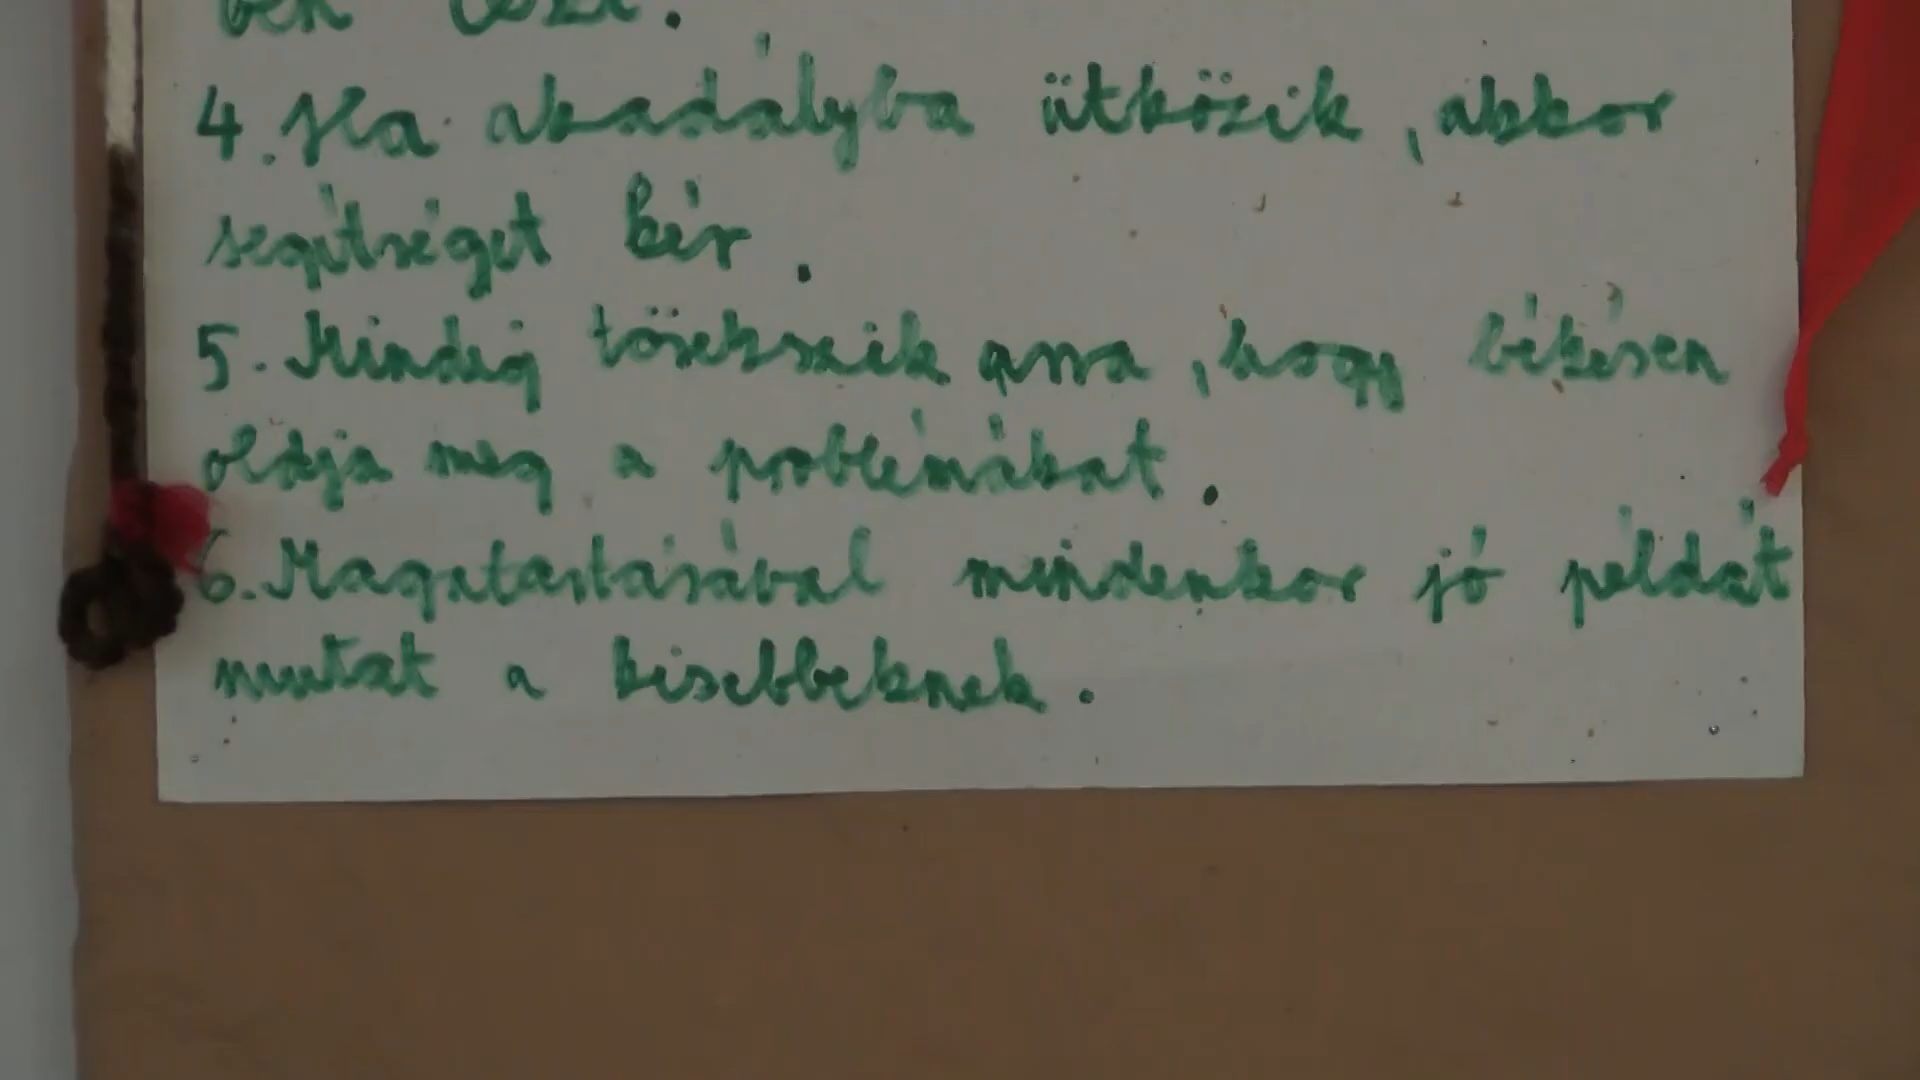 4. Ha akadályba ütközik, akkor
segítséget kér.
5. Mindig törekszik arra, hogy békésen
oldja meg a problémákat.
6. Magatartásával mindenkor jó példát
mutat a kisebbeknek.